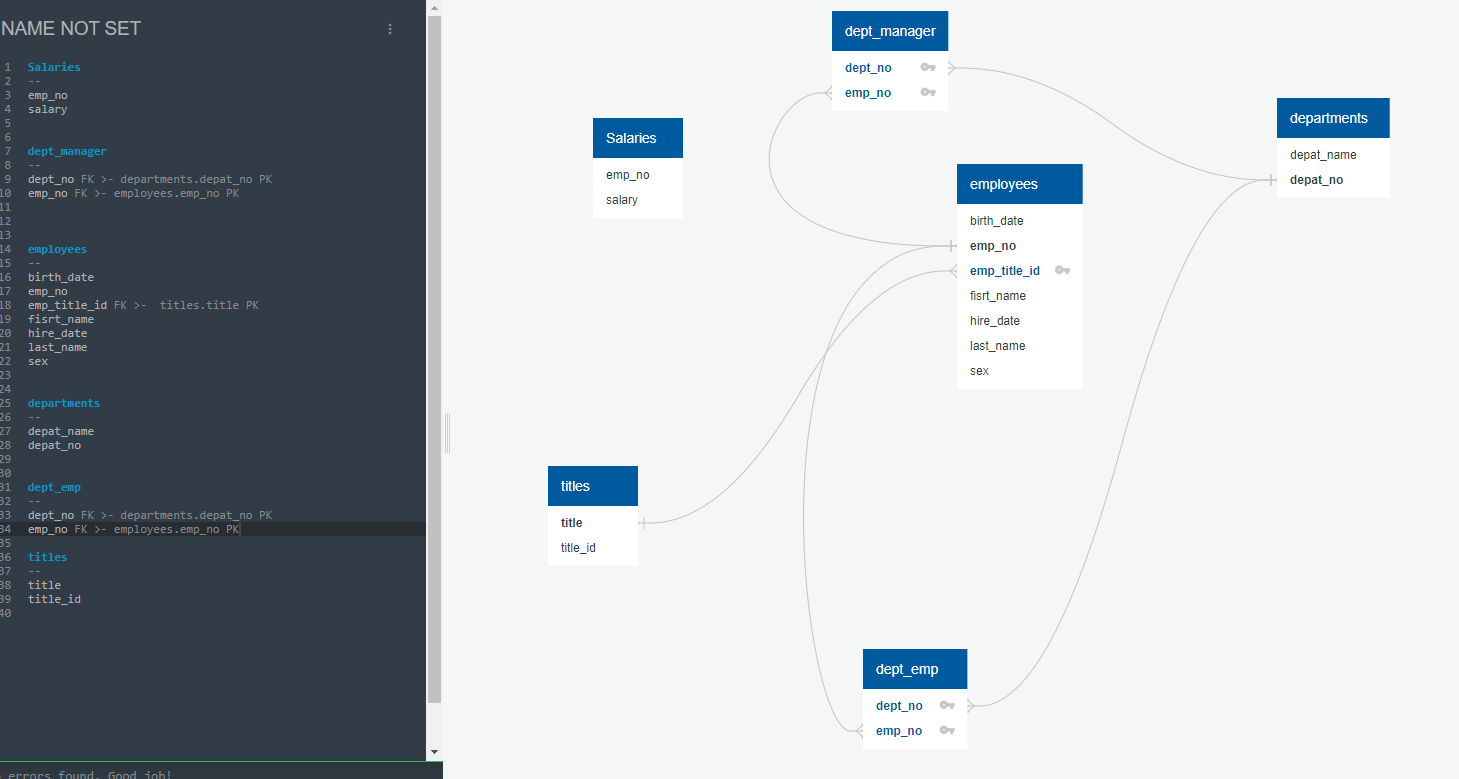 NAME NOT SET
1 Salaries
2 --
3 emp_no
4 salary
5
6
7 dept_manager
8 --
9 dept_no FK >- departments.depat_no PK
10 emp_no FK >- employees.emp_no PK
11
12
13
14 employees
15 --
16 birth_date
17 emp_no
18 emp_title_id FK >-  titles.title PK
19 fisrt_name
20 hire_date
21 last_name
22 sex
23
24
25 departments
26 --
27 depat_name
28 depat_no
29
30
31 dept_emp
32 --
33 dept_no FK >- departments.depat_no PK
34 emp_no FK >- employees.emp_no PK
35
36 titles
37 --
38 title
39 title_id
40
errors found. Good job!
dept_manager
dept_no
emp_no
Salaries
emp_no
salary
departments
depat_name
depat_no
employees
birth_date
emp_no
emp_title_id
fisrt_name
hire_date
last_name
sex
titles
title
title_id
dept_emp
dept_no
emp_no